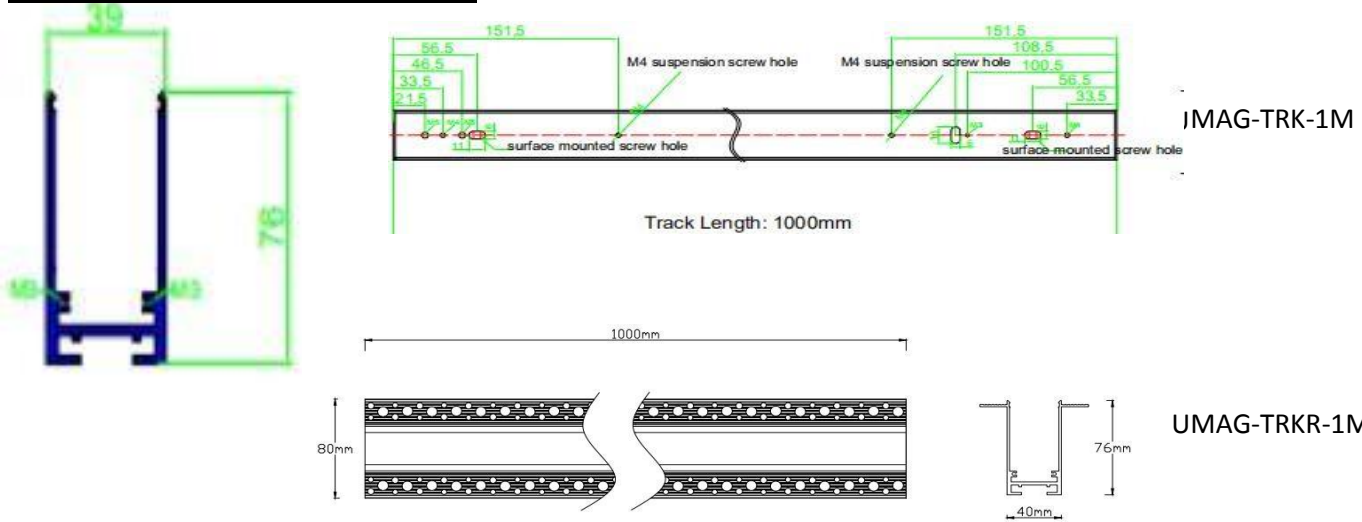 39
76
M3
151,5
56,5
46,5
33,5
21,5
M4 suspension screw hole
11
surface mounted screw hole
151,5
108,5
M4 suspension screw hole
100,5
56,5
33,5
surface mounted screw hole
Track Length: 1000mm
MAG-TRK-1M
1000mm
80mm
76mm
40mm
UMAG-TRKR-1M